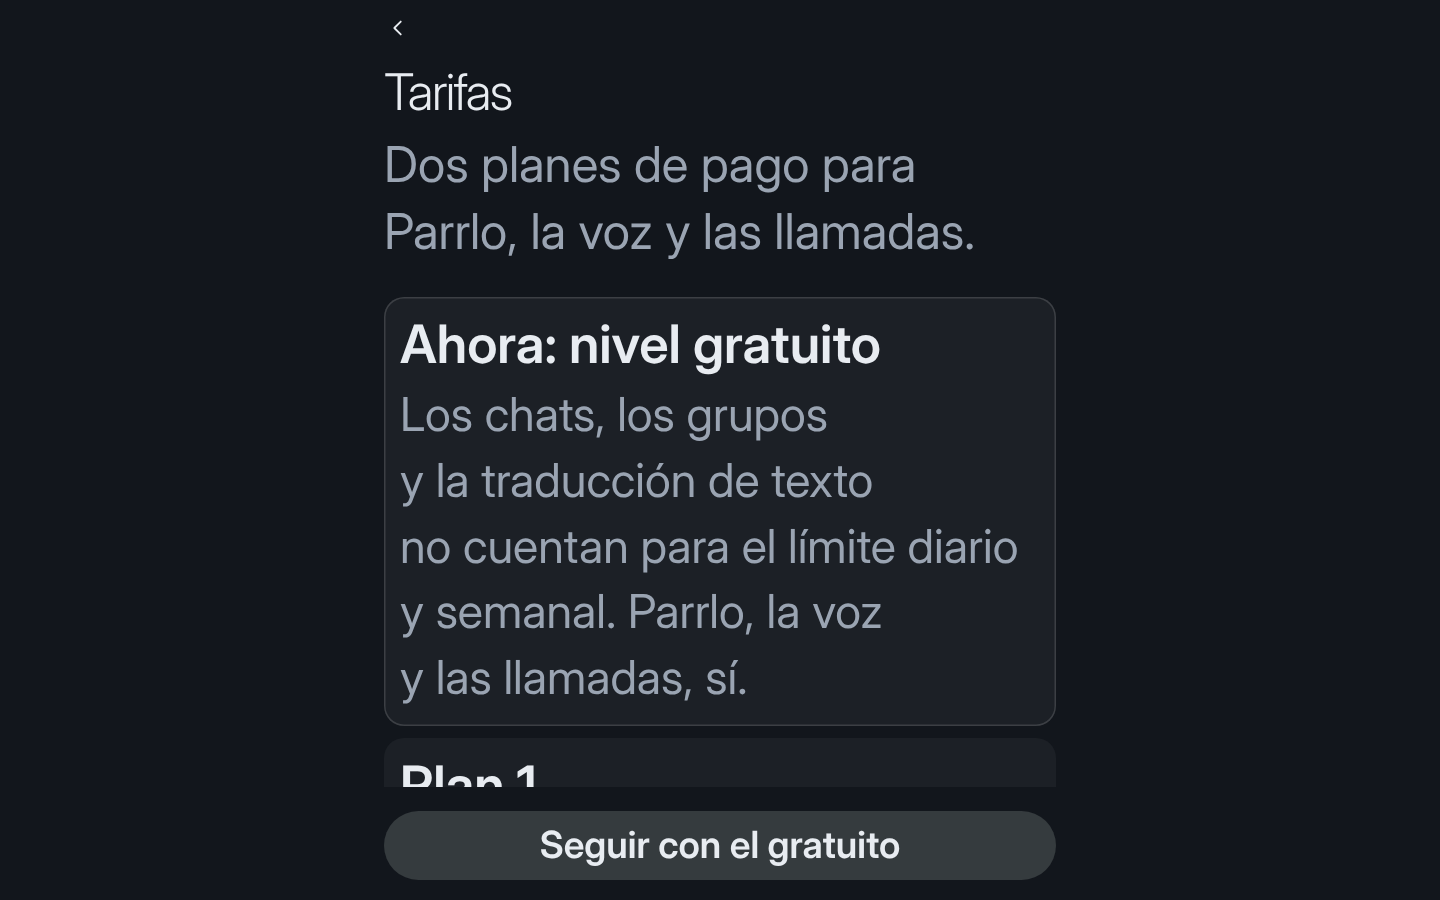 Tarifas
Dos planes de pago para
Parrlo, la voz y las llamadas.
Ahora: nivel gratuito
Los chats, los grupos
y la traducción de texto
no cuentan para el límite diario
y semanal. Parrlo, la voz
y las llamadas, sí.
Plan 1
Seguir con el gratuito